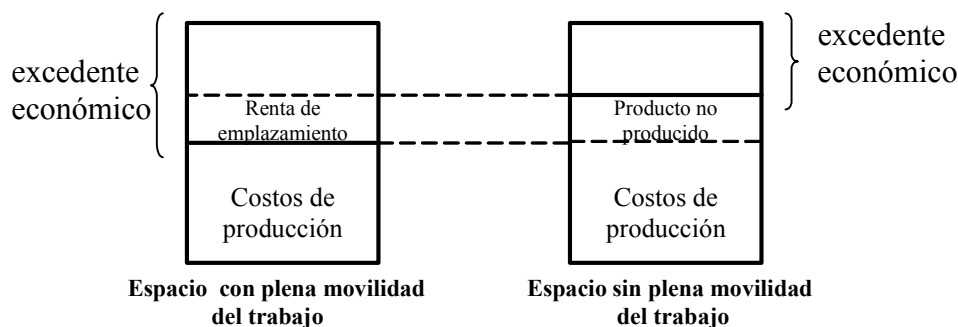 excedente
económico
Renta de
emplazamiento
Costos de
producción
Espacio con plena movilidad
del trabajo
excedente
económico
Producto no
producido
Costos de
producción
Espacio sin plena movilidad
del trabajo